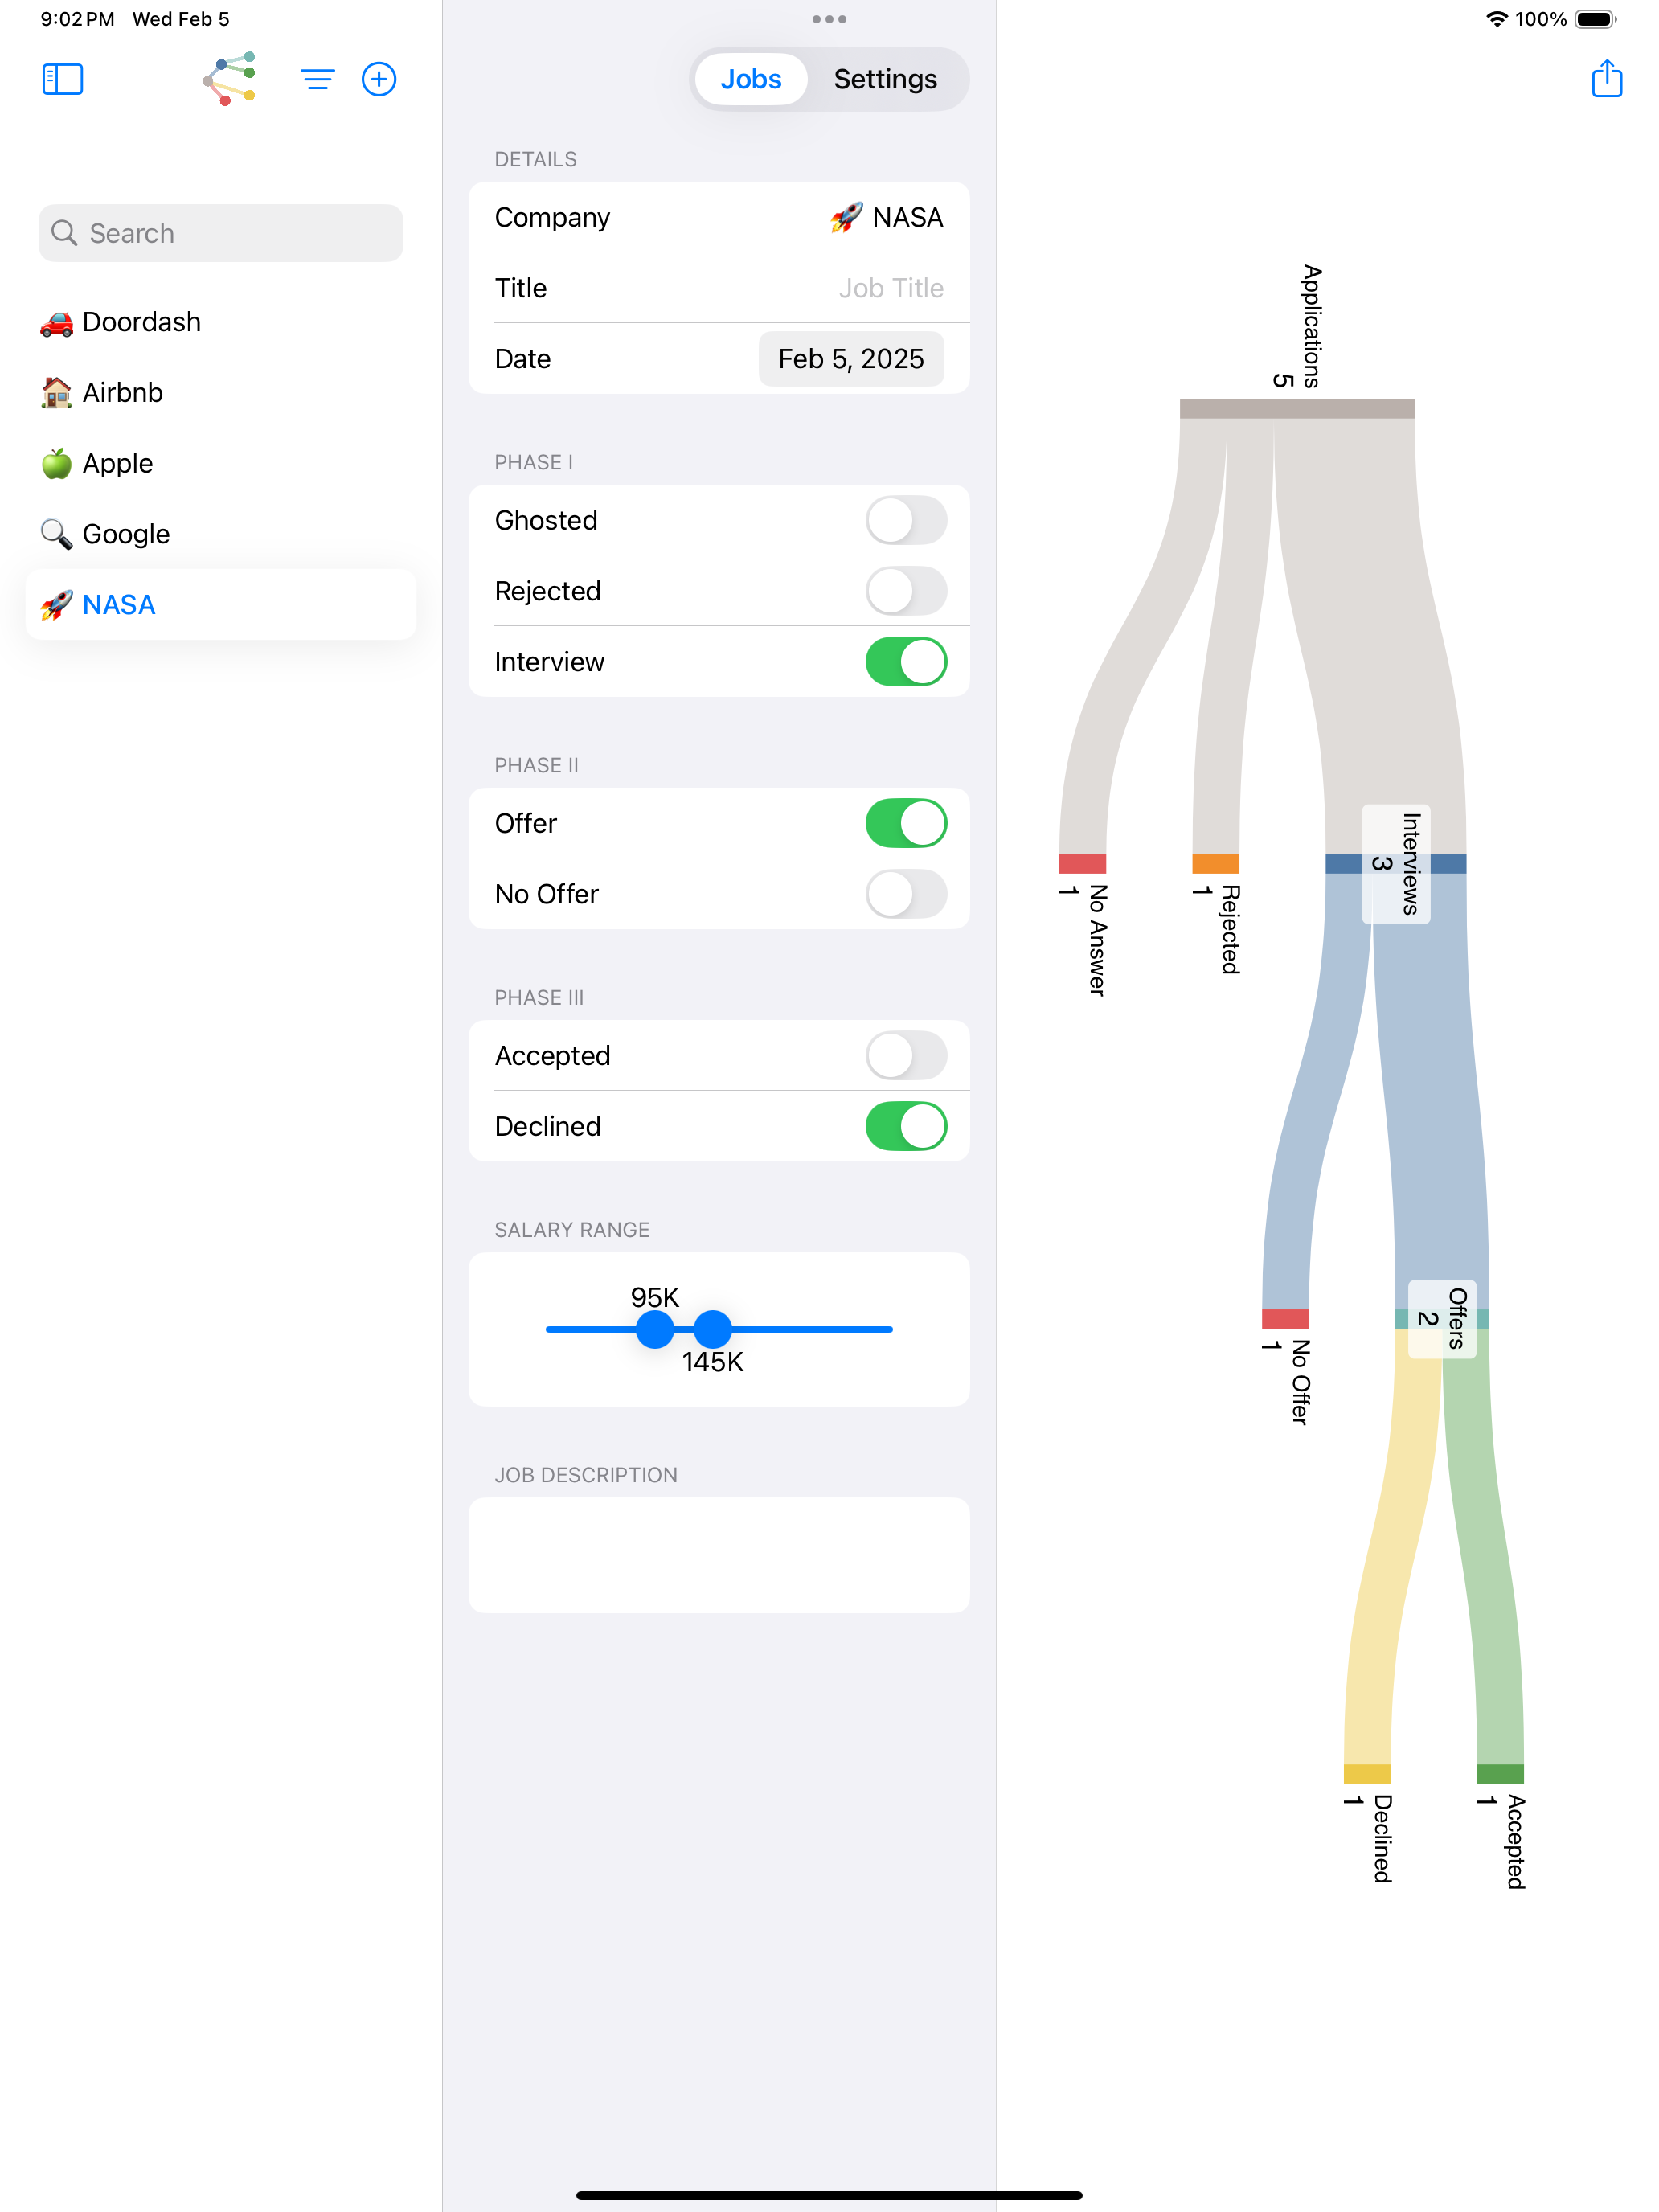 9:02 PM Wed Feb 5
100%
Search
🚗 Doordash
🏠 Airbnb
🍏 Apple
🔍 Google
🚀 NASA
Jobs Settings
DETAILS
Company 🚀 NASA
Title Job Title
Date Feb 5, 2025
PHASE I
Ghosted
Rejected
Interview
PHASE II
Offer
No Offer
PHASE III
Accepted
Declined
SALARY RANGE
95K
145K
JOB DESCRIPTION
Applications
5
No Answer
1
Rejected
1
Interviews
3
No Offer
1
Offers
2
Declined
1
Accepted
1